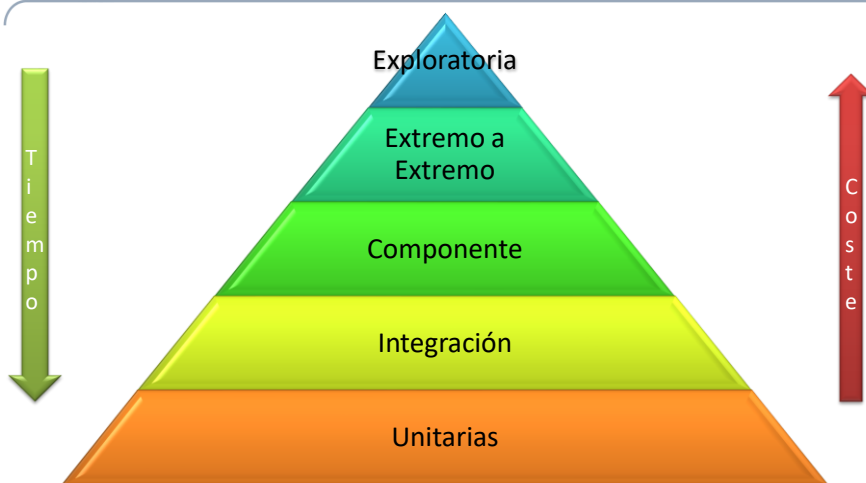 Exploratoria
Extremo a
Extremo
Componente
Integración
Unitarias
Tiempo
Coste